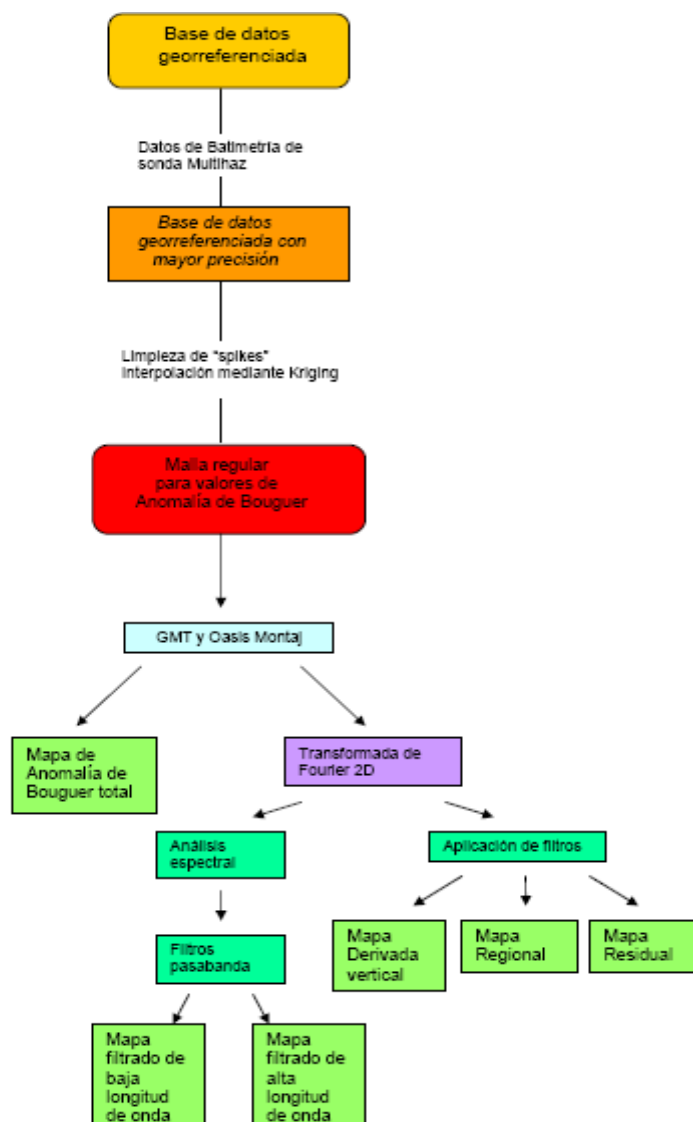 Base de datos
georreferenciada
Datos de Batimetría de
sonda Multihaz
Base de datos
georreferenciada con
mayor precisión
Limpieza de "spikes"
Interpolación mediante Kriging
Malla regular
para valores de
Anomalía de Bouguer
GMT y Oasis Montaj
Mapa de
Anomalía de
Bouguer total
Transformada de
Fourier 2D
Análisis
espectral
Aplicación de filtros
Filtros
pasabanda
Mapa
Derivada
vertical
Mapa
Regional
Mapa
Residual
Mapa
filtrado de
baja
longitud
de onda
Mapa
filtrado de
alta
longitud
de onda